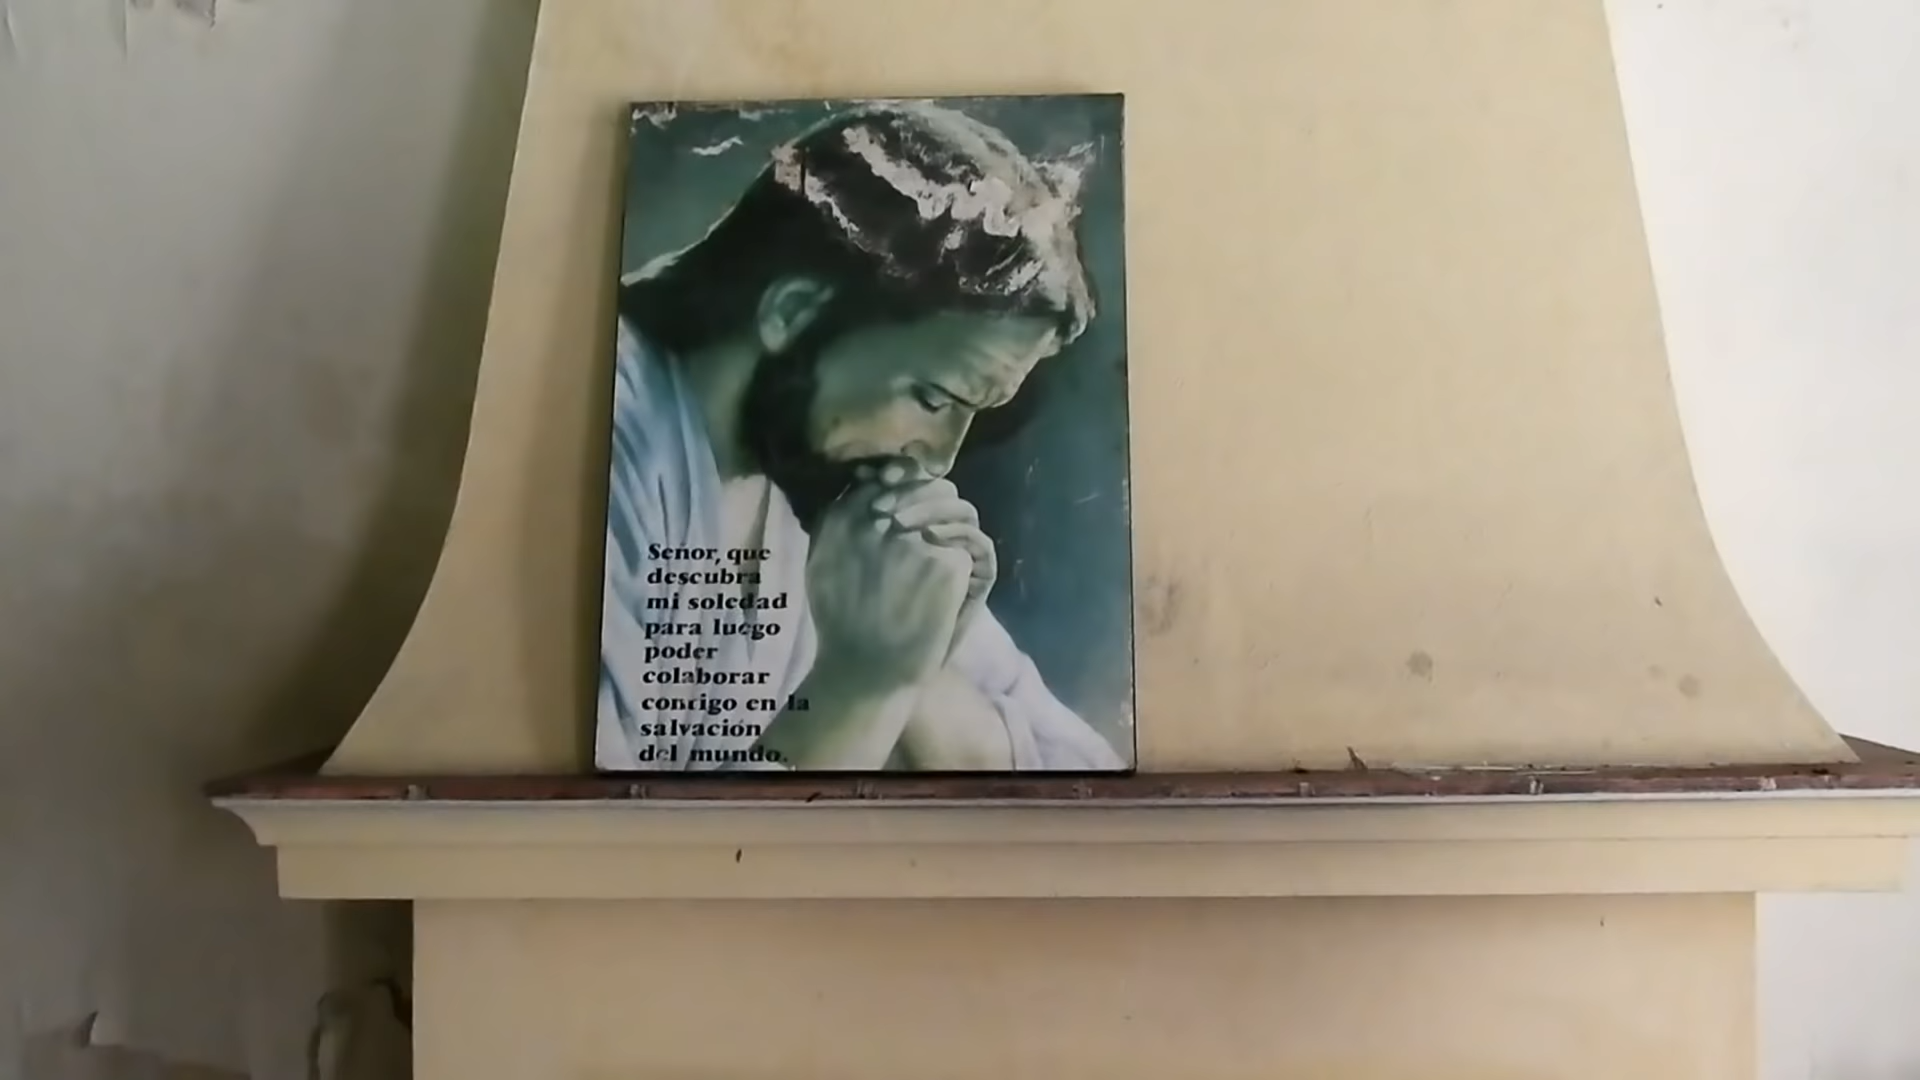 Señor, que
descubra
mi soledad
para luego
poder
colaborar
contigo en la
salvación
del mundo.